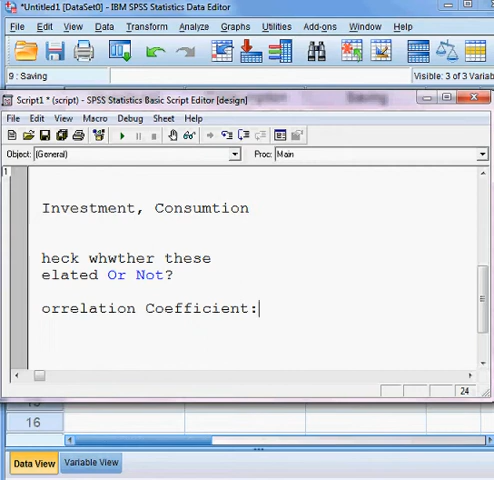 *Untitled1 [DataSet0] - IBM SPSS Statistics Data Editor
File Edit View Data Transform Analyze Graphs Utilities Add-ons Window
9 : Saving
Visible: 3 of 3 Variab
Script1 * (script) - SPSS Statistics Basic Script Editor [design]
File Edit View Macro Debug Sheet Help
Object: (General) Proc: Main
1
Investment, Consumtion
heck whwther these
elated Or Not?
orrelation Coefficient:
24
16
Data View Variable View